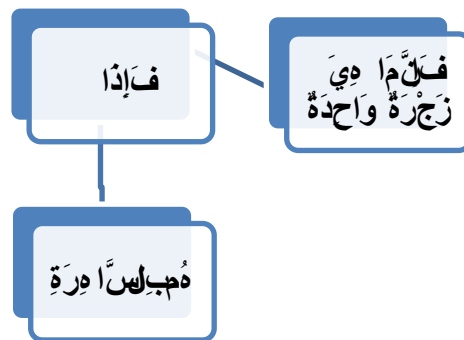 فَإِنَّمَا هِيَ
زَجْرَةٌ وَاحِدَةٌ
فَإِذَا
هُم بِالسَّاهِرَةِ